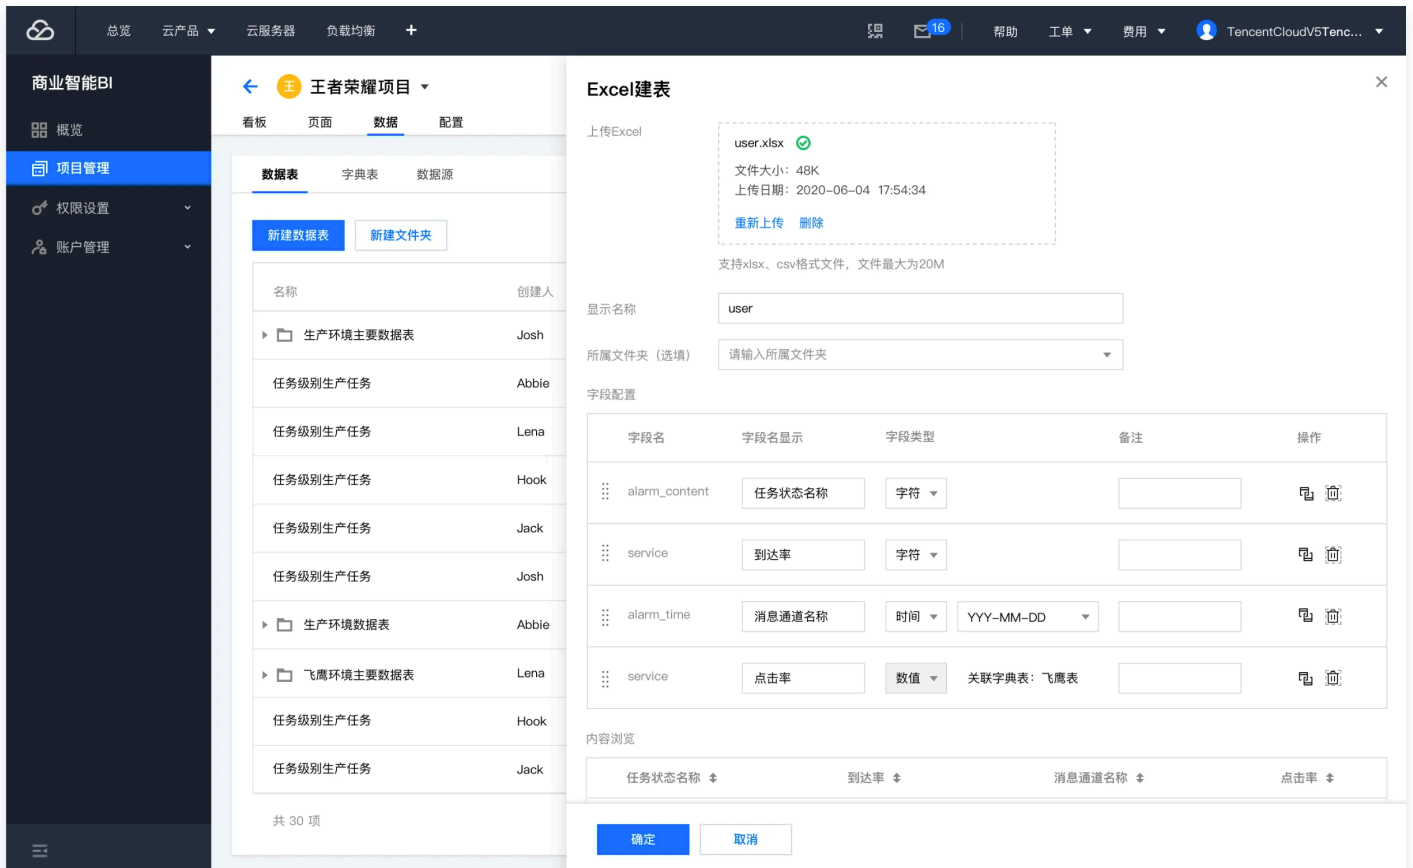 总览 云产品 云服务器 负载均衡 + 16 帮助 工单 费用 TencentCloudV5Tenc...
商业智能BI
概览
项目管理
权限设置
账户管理
王 王者荣耀项目
看板 页面 数据 配置
数据表 字典表 数据源
新建数据表 新建文件夹
名称 创建人
生产环境主要数据表 Josh
任务级别生产任务 Abbie
任务级别生产任务 Lena
任务级别生产任务 Hook
任务级别生产任务 Jack
任务级别生产任务 Josh
生产环境数据表 Abbie
飞鹰环境主要数据表 Lena
任务级别生产任务 Hook
任务级别生产任务 Jack
共 30 项
Excel建表
上传Excel
user.xlsx
文件大小：48K
上传日期：2020-06-04 17:54:34
重新上传 删除
支持xlsx、csv格式文件，文件最大为20M
显示名称 user
所属文件夹（选填） 请输入所属文件夹
字段配置
字段名 字段名显示 字段类型 备注 操作
alarm_content 任务状态名称 字符
service 到达率 字符
alarm_time 消息通道名称 时间 YYY-MM-DD
service 点击率 数值 关联字典表：飞鹰表
内容浏览
任务状态名称 到达率 消息通道名称 点击率
确定 取消